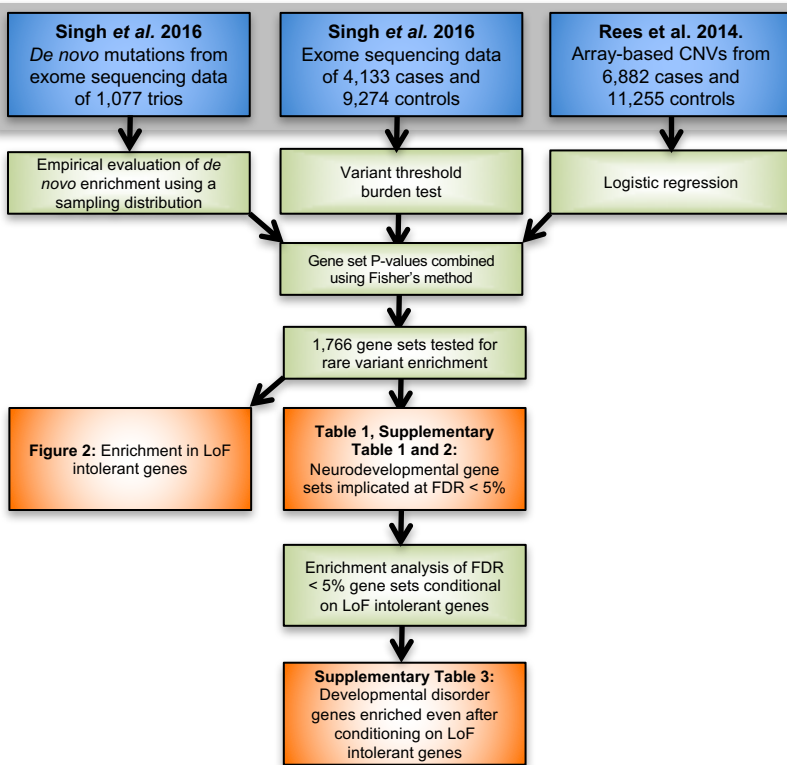 Singh et al. 2016
De novo mutations from
exome sequencing data
of 1,077 trios
Singh et al. 2016
Exome sequencing data
of 4,133 cases and
9,274 controls
Rees et al. 2014.
Array-based CNVs from
6,882 cases and
11,255 controls
Empirical evaluation of de
novo enrichment using a
sampling distribution
Variant threshold
burden test
Logistic regression
Gene set P-values combined
using Fisher's method
1,766 gene sets tested for
rare variant enrichment
Figure 2: Enrichment in LoF
intolerant genes
Table 1, Supplementary
Table 1 and 2:
Neurodevelopmental gene
sets implicated at FDR < 5%
Enrichment analysis of FDR
< 5% gene sets conditional
on LoF intolerant genes
Supplementary Table 3:
Developmental disorder
genes enriched even after
conditioning on LoF
intolerant genes